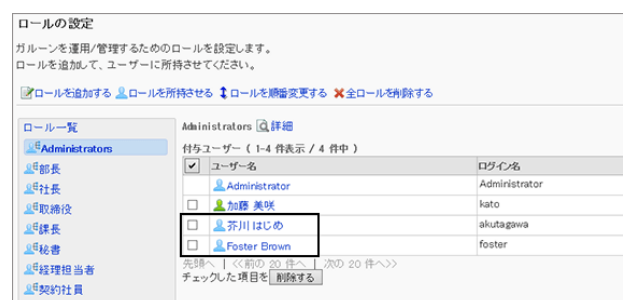 ロールの設定
ガルーンを運用/管理するためのロールを設定します。
ロールを追加して、ユーザーに所持させてください。
ロールを追加する ロールを所持させる ロールを順番変更する 全ロールを削除する
ロール一覧
Administrators
部長
社長
取締役
課長
秘書
経理担当者
契約社員
Administrators 詳細
付与ユーザー ( 1-4 件表示 / 4 件中 )
ユーザー名 ログイン名
Administrator Administrator
加藤 美咲 kato
芥川 はじめ akutagawa
Foster Brown foster
先頭へ | <<前の 20 件へ | 次の 20 件へ>>
チェックした項目を 削除する